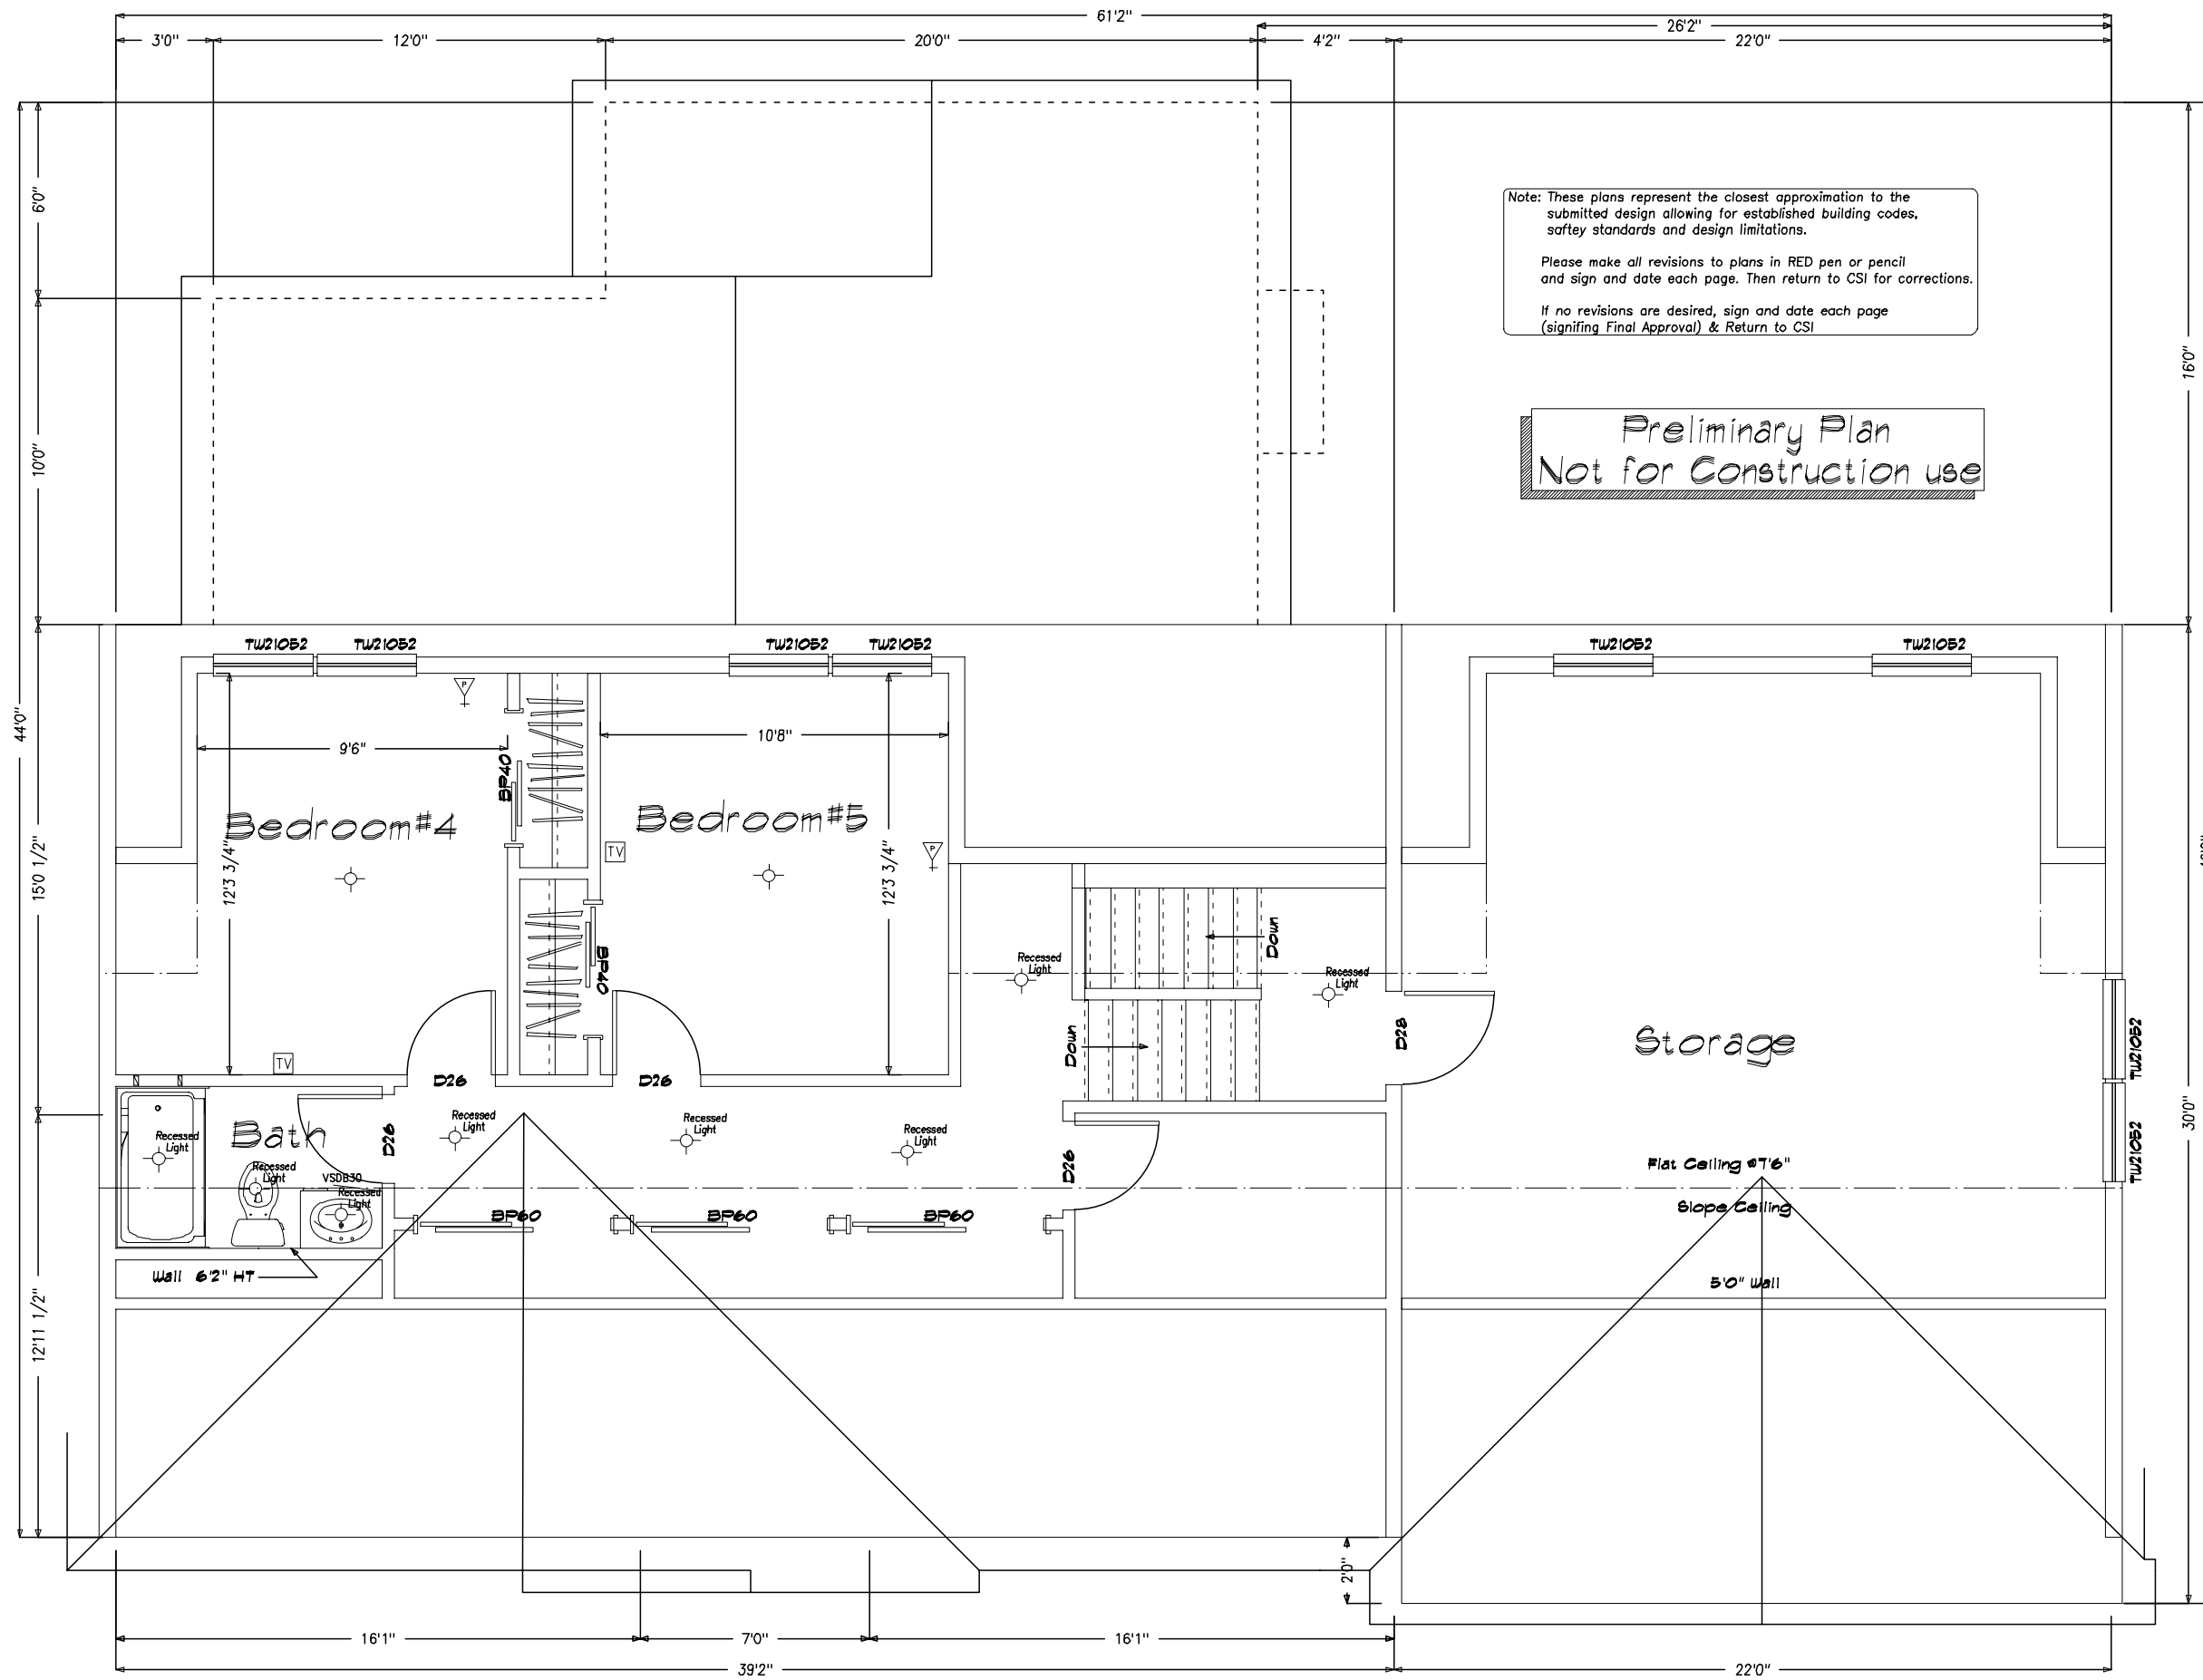 61'2"
26'2"
3'0"
12'0"
20'0"
4'2"
22'0"
6'0"
10'0"
44'0"
15'0 1/2"
12'11 1/2"
16'0"
30'0"
Note: These plans represent the closest approximation to the
submitted design allowing for established building codes,
saftey standards and design limitations.
Please make all revisions to plans in RED pen or pencil
and sign and date each page. Then return to CSI for corrections.
If no revisions are desired, sign and date each page
(signifing Final Approval) & Return to CSI
Preliminary Plan
Not for Construction use
TW21052
TW21052
TW21052
TW21052
TW21052
TW21052
P
9'6"
10'8"
BP40
Bedroom#4
Bedroom#5
12'3 3/4"
12'3 3/4"
TV
P
BP40
Down
Recessed
Light
Recessed
Light
Down
D28
Storage
TW21052
TW21052
TV
D26
D26
Bath
D26
Recessed
Light
Recessed
Light
Recessed
Light
Recessed
Light
Recessed
Light
VSDB30
Recessed
Light
D26
Flat Ceiling @7'6"
Slope Ceiling
BP60
BP60
BP60
Wall 6'2" HT
5'0" Wall
2'0"
16'1"
7'0"
16'1"
39'2"
22'0"